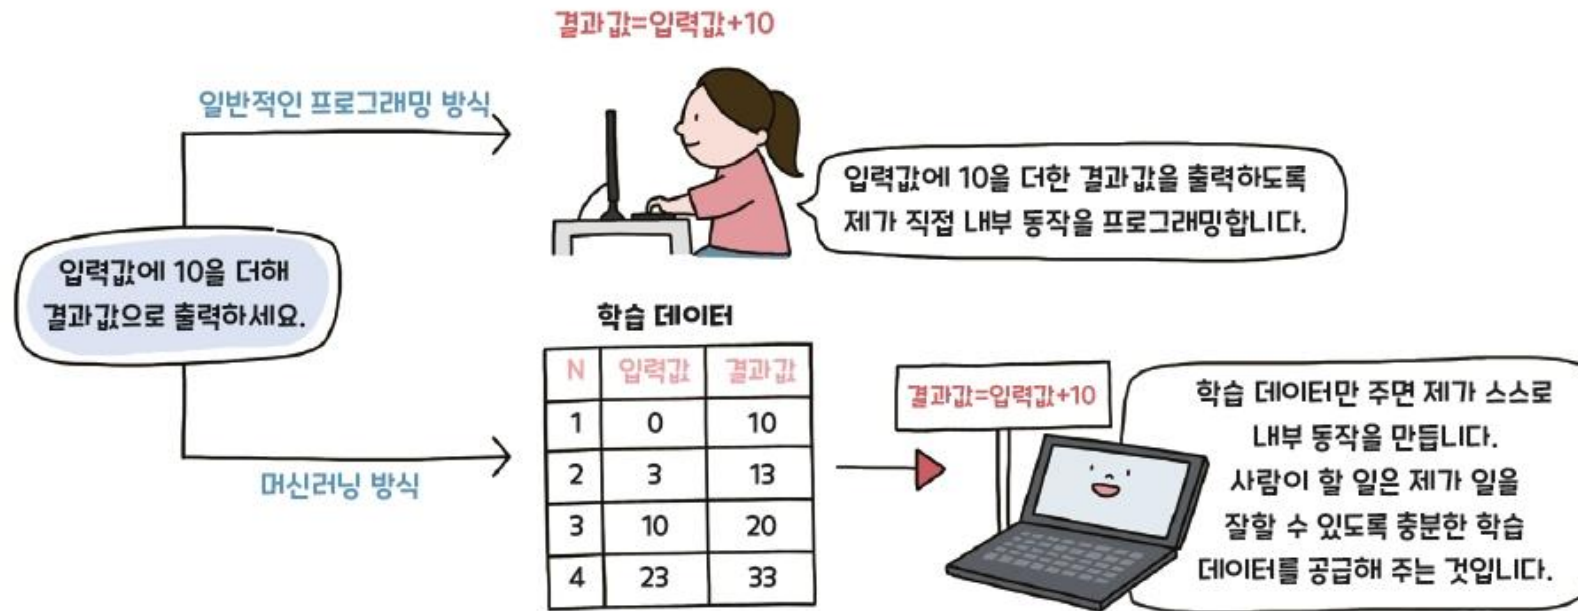 결과값=입력값+10
일반적인 프로그래밍 방식
입력값에 10을 더한 결과값을 출력하도록
제가 직접 내부 동작을 프로그래밍합니다.
입력값에 10을 더해
결과값으로 출력하세요.
머신러닝 방식
학습 데이터
N 입력값 결과값
1 0 10
2 3 13
3 10 20
4 23 33
결과값=입력값+10
학습 데이터만 주면 제가 스스로
내부 동작을 만듭니다.
사람이 할 일은 제가 일을
잘할 수 있도록 충분한 학습
데이터를 공급해 주는 것입니다.